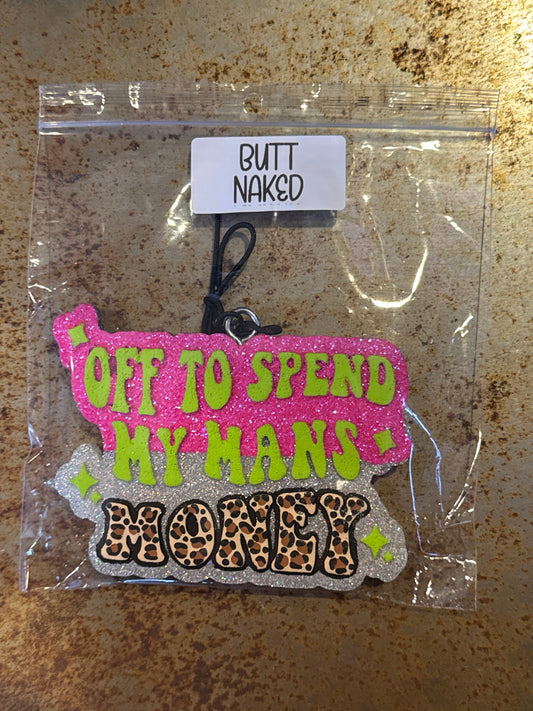 BUTT
NAKED
OFF TO SPEND
MY MANS
MONEY